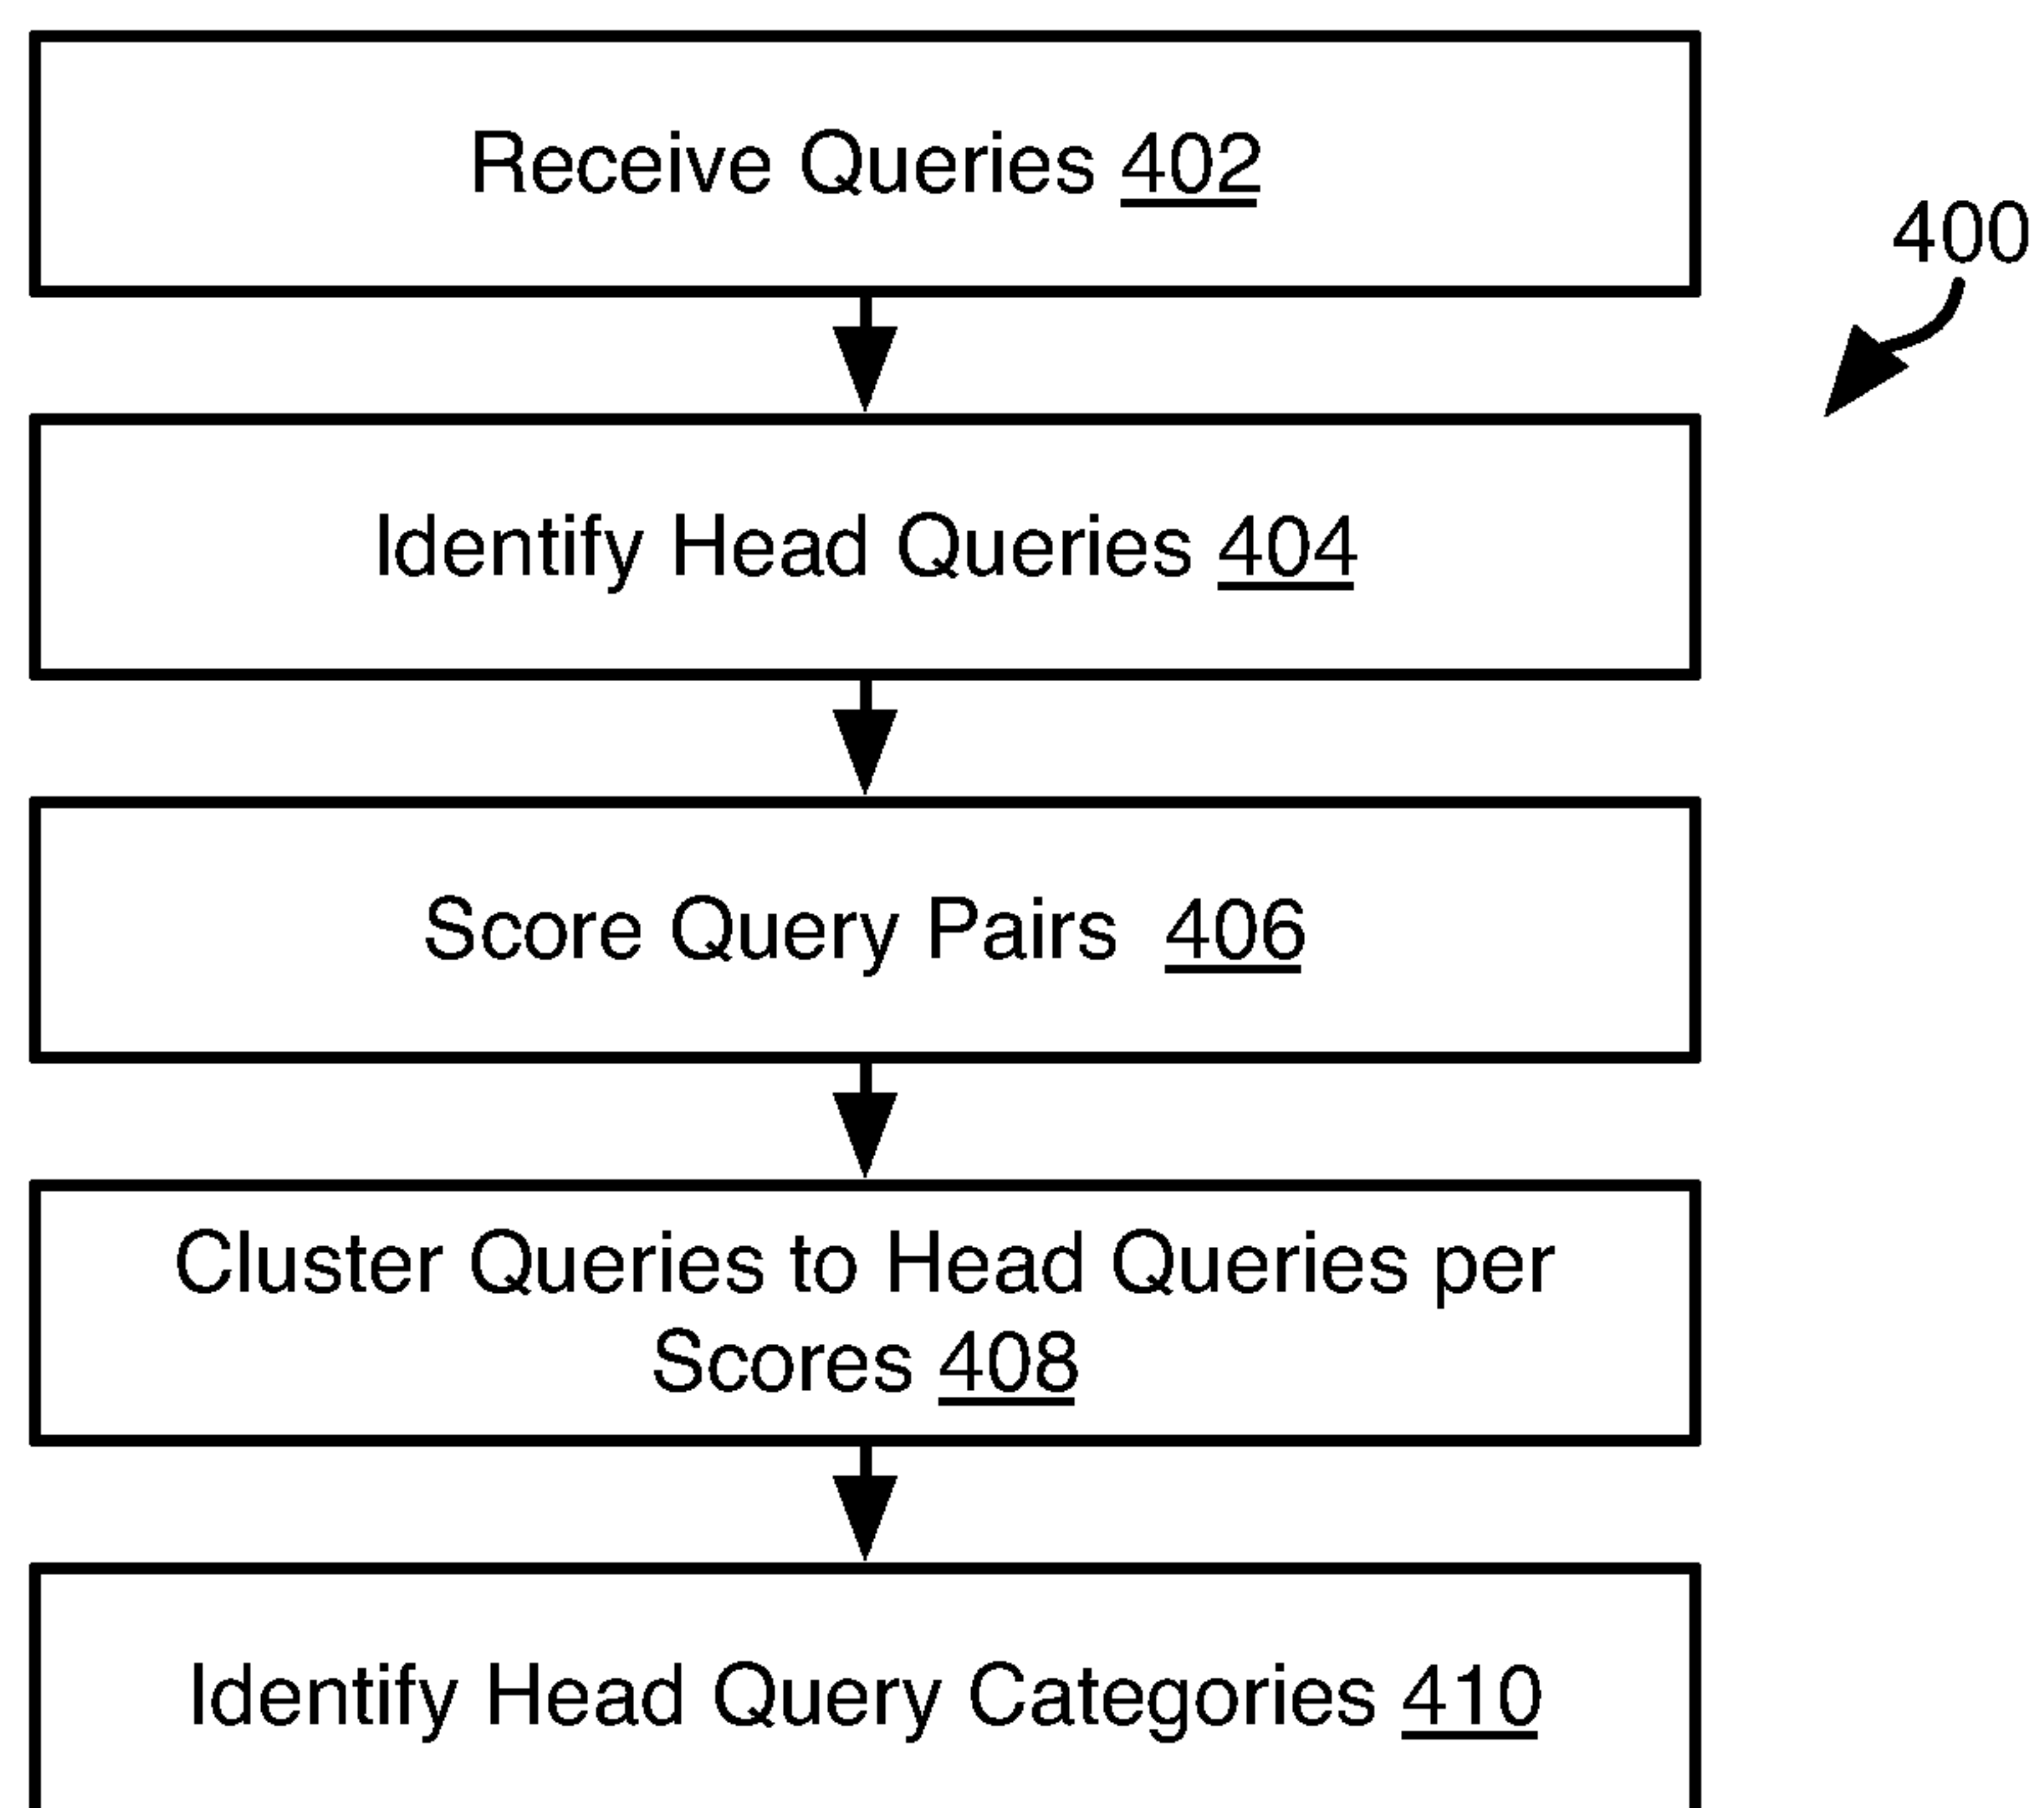 Receive Queries 402
400
Identify Head Queries 404
Score Query Pairs 406
Cluster Queries to Head Queries per
Scores 408
Identify Head Query Categories 410